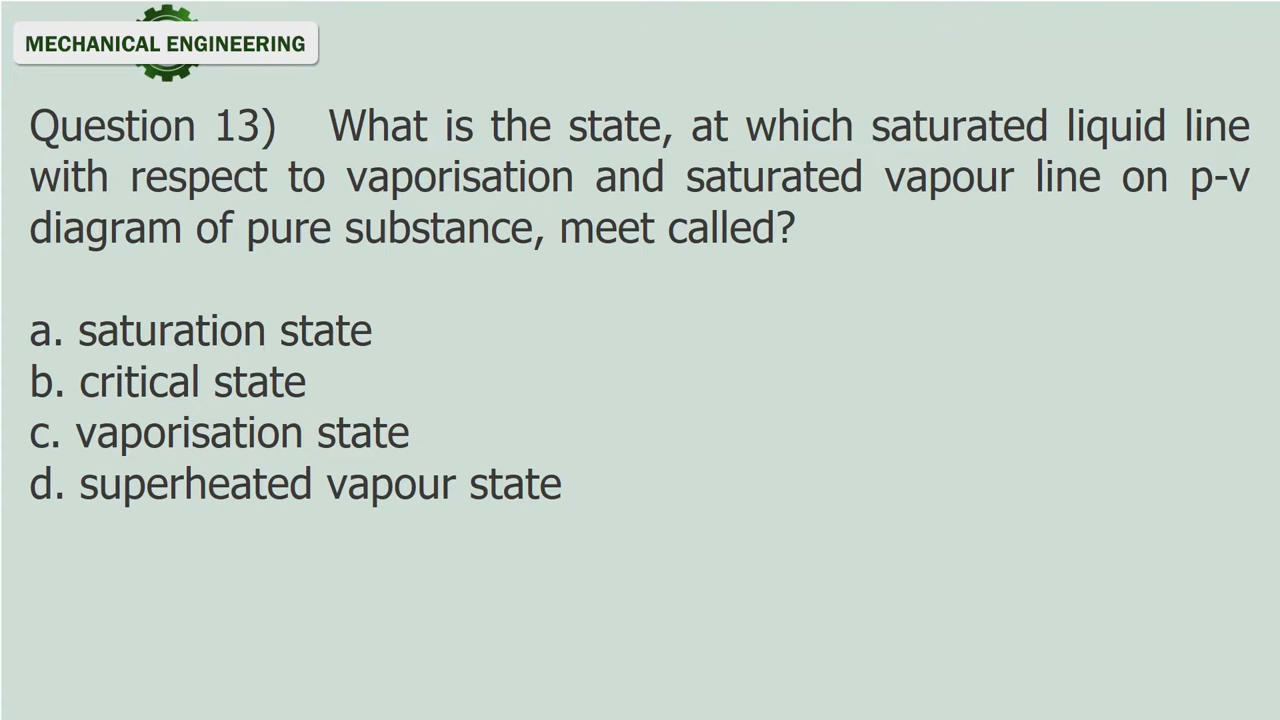 MECHANICAL ENGINEERING
Question 13) What is the state, at which saturated liquid line
with respect to vaporisation and saturated vapour line on p-v
diagram of pure substance, meet called?
a. saturation state
b. critical state
c. vaporisation state
d. superheated vapour state